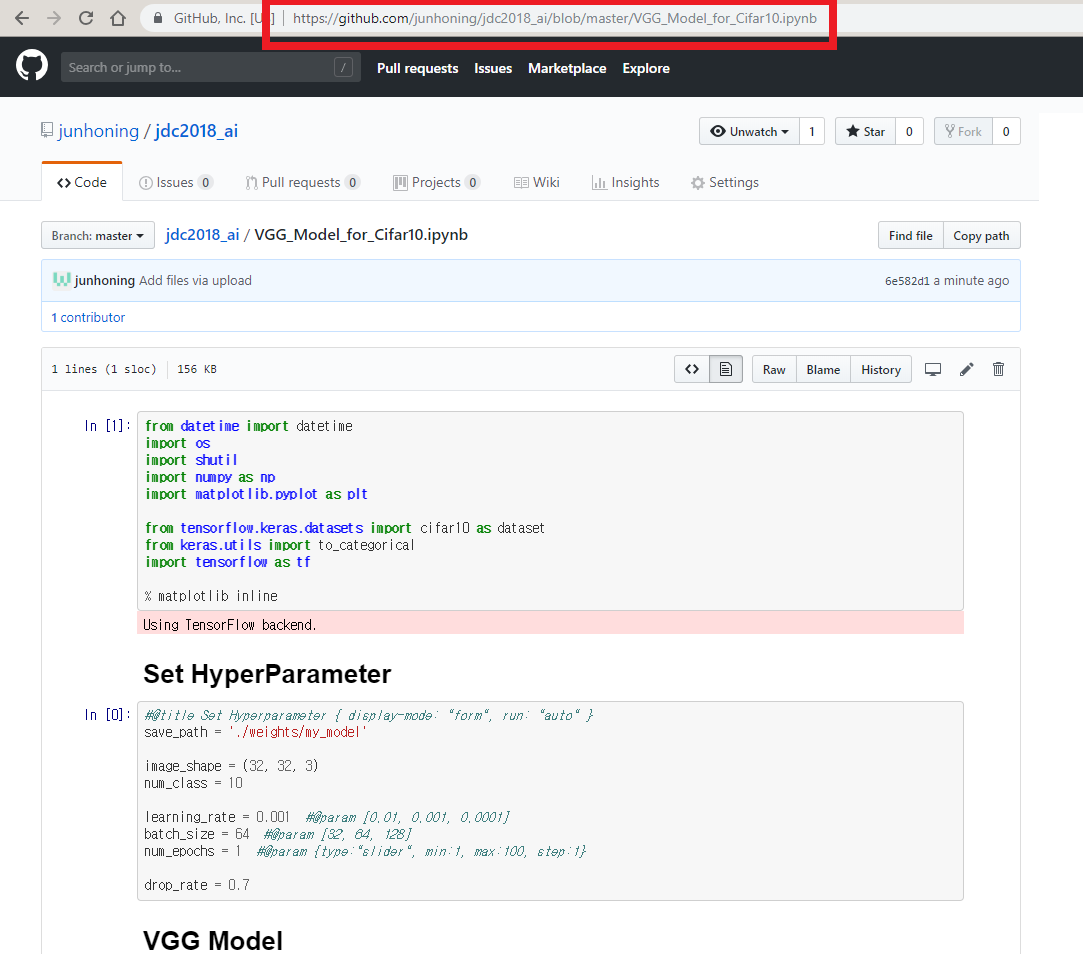 GitHub, Inc. [U ] https://github.com/junhoning/jdc2018_ai/blob/master/VGG_Model_for_Cifar10.ipynb
Search or jump to... / Pull requests Issues Marketplace Explore
junhoning / jdc2018_ai Unwatch 1 Star 0 Fork 0
Code Issues 0 Pull requests 0 Projects 0 Wiki Insights Settings
Branch: master jdc2018_ai / VGG_Model_for_Cifar10.ipynb Find file Copy path
junhoning Add files via upload 6e582d1 a minute ago
1 contributor
1 lines (1 sloc) 156 KB <> Raw Blame History
In [1]: from datetime import datetime
import os
import shutil
import numpy as np
import matplotlib.pyplot as plt
from tensorflow.keras.datasets import cifar10 as dataset
from keras.utils import to_categorical
import tensorflow as tf
% matplotlib inline
Using TensorFlow backend.
Set HyperParameter
In [0]: #@title Set Hyperparameter { display-mode: "form", run: "auto" }
save_path = './weights/my_model'
image_shape = (32, 32, 3)
num_class = 10
learning_rate = 0.001 #@param [0.01, 0.001, 0.0001]
batch_size = 64 #@param [32, 64, 128]
num_epochs = 1 #@param {type:"slider", min:1, max:100, step:1}
drop_rate = 0.7
VGG Model